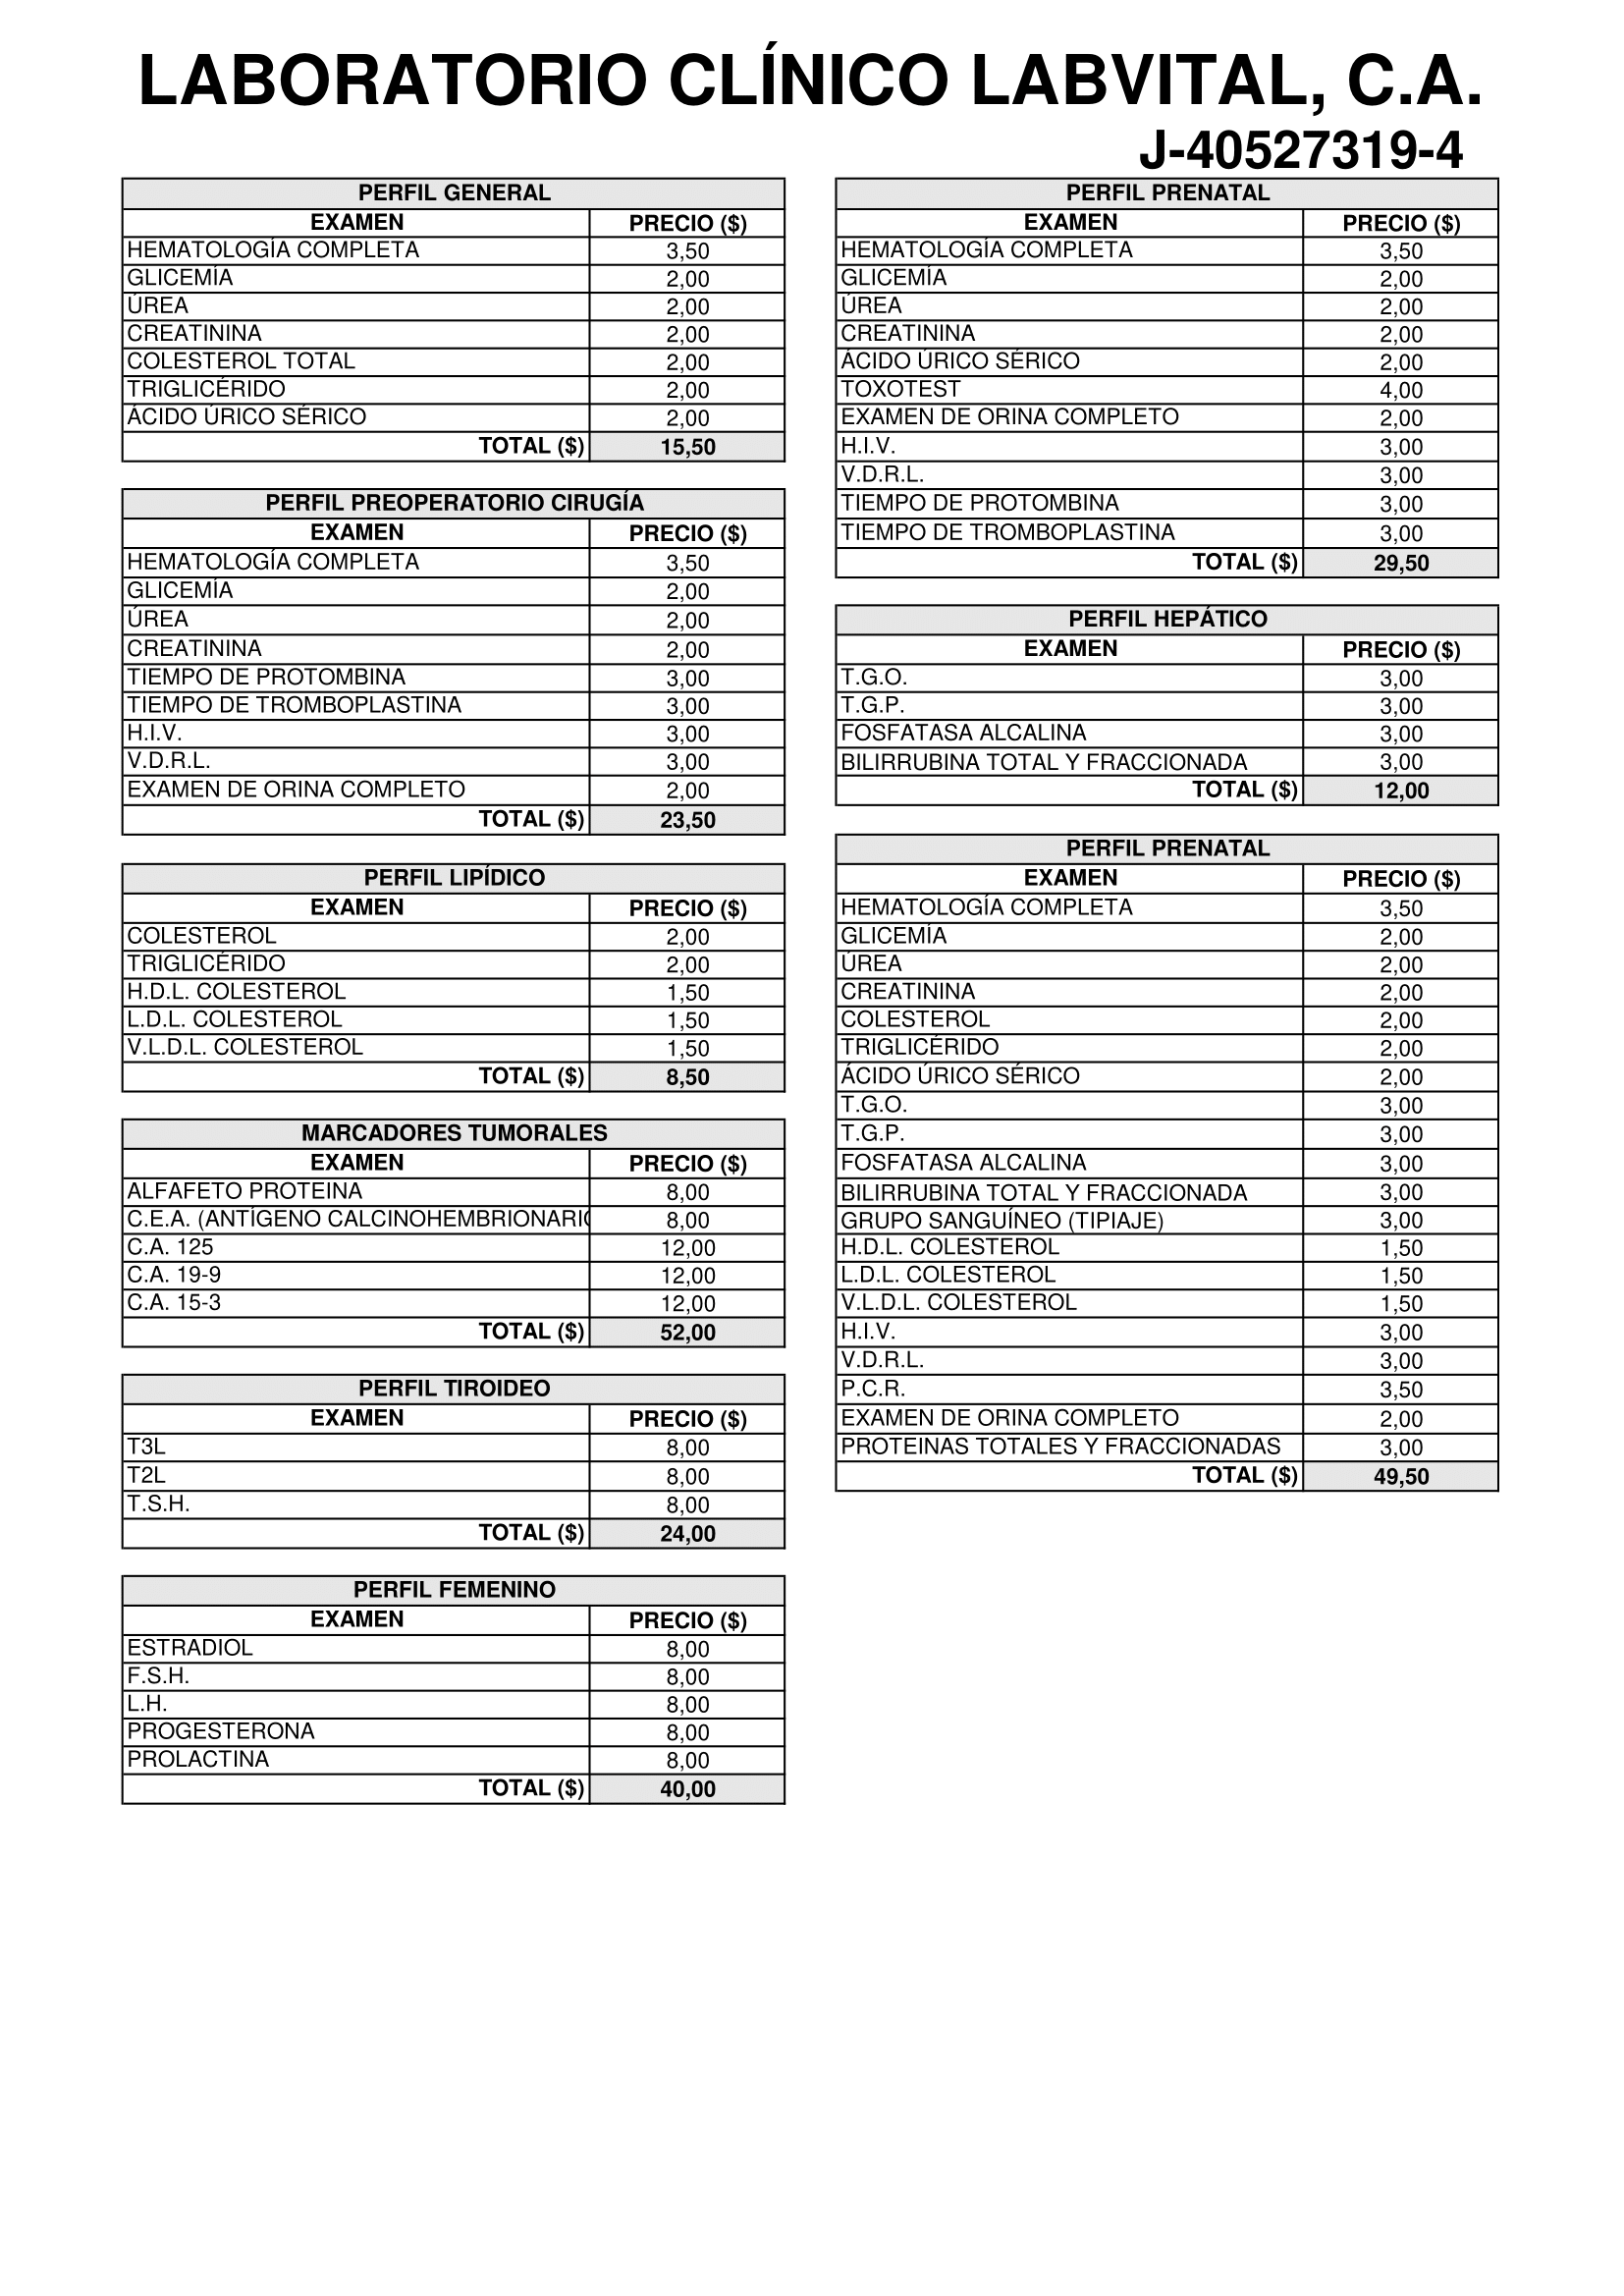 LABORATORIO CLÍNICO LABVITAL, C.A.
J-40527319-4
PERFIL GENERAL
EXAMEN PRECIO ($)
HEMATOLOGÍA COMPLETA 3,50
GLICEMÍA 2,00
ÚREA 2,00
CREATININA 2,00
COLESTEROL TOTAL 2,00
TRIGLICÉRIDO 2,00
ÁCIDO ÚRICO SÉRICO 2,00
TOTAL ($) 15,50
PERFIL PREOPERATORIO CIRUGÍA
EXAMEN PRECIO ($)
HEMATOLOGÍA COMPLETA 3,50
GLICEMÍA 2,00
ÚREA 2,00
CREATININA 2,00
TIEMPO DE PROTOMBINA 3,00
TIEMPO DE TROMBOPLASTINA 3,00
H.I.V. 3,00
V.D.R.L. 3,00
EXAMEN DE ORINA COMPLETO 2,00
TOTAL ($) 23,50
PERFIL LIPÍDICO
EXAMEN PRECIO ($)
COLESTEROL 2,00
TRIGLICÉRIDO 2,00
H.D.L. COLESTEROL 1,50
L.D.L. COLESTEROL 1,50
V.L.D.L. COLESTEROL 1,50
TOTAL ($) 8,50
MARCADORES TUMORALES
EXAMEN PRECIO ($)
ALFAFETO PROTEINA 8,00
C.E.A. (ANTÍGENO CALCINOHEMBRIONARIO 8,00
C.A. 125 12,00
C.A. 19-9 12,00
C.A. 15-3 12,00
TOTAL ($) 52,00
PERFIL TIROIDEO
EXAMEN PRECIO ($)
T3L 8,00
T2L 8,00
T.S.H. 8,00
TOTAL ($) 24,00
PERFIL FEMENINO
EXAMEN PRECIO ($)
ESTRADIOL 8,00
F.S.H. 8,00
L.H. 8,00
PROGESTERONA 8,00
PROLACTINA 8,00
TOTAL ($) 40,00
PERFIL PRENATAL
EXAMEN PRECIO ($)
HEMATOLOGÍA COMPLETA 3,50
GLICEMÍA 2,00
ÚREA 2,00
CREATININA 2,00
ÁCIDO ÚRICO SÉRICO 2,00
TOXOTEST 4,00
EXAMEN DE ORINA COMPLETO 2,00
H.I.V. 3,00
V.D.R.L. 3,00
TIEMPO DE PROTOMBINA 3,00
TIEMPO DE TROMBOPLASTINA 3,00
TOTAL ($) 29,50
PERFIL HEPÁTICO
EXAMEN PRECIO ($)
T.G.O. 3,00
T.G.P. 3,00
FOSFATASA ALCALINA 3,00
BILIRRUBINA TOTAL Y FRACCIONADA 3,00
TOTAL ($) 12,00
PERFIL PRENATAL
EXAMEN PRECIO ($)
HEMATOLOGÍA COMPLETA 3,50
GLICEMÍA 2,00
ÚREA 2,00
CREATININA 2,00
COLESTEROL 2,00
TRIGLICÉRIDO 2,00
ÁCIDO ÚRICO SÉRICO 2,00
T.G.O. 3,00
T.G.P. 3,00
FOSFATASA ALCALINA 3,00
BILIRRUBINA TOTAL Y FRACCIONADA 3,00
GRUPO SANGUÍNEO (TIPIAJE) 3,00
H.D.L. COLESTEROL 1,50
L.D.L. COLESTEROL 1,50
V.L.D.L. COLESTEROL 1,50
H.I.V. 3,00
V.D.R.L. 3,00
P.C.R. 3,50
EXAMEN DE ORINA COMPLETO 2,00
PROTEINAS TOTALES Y FRACCIONADAS 3,00
TOTAL ($) 49,50